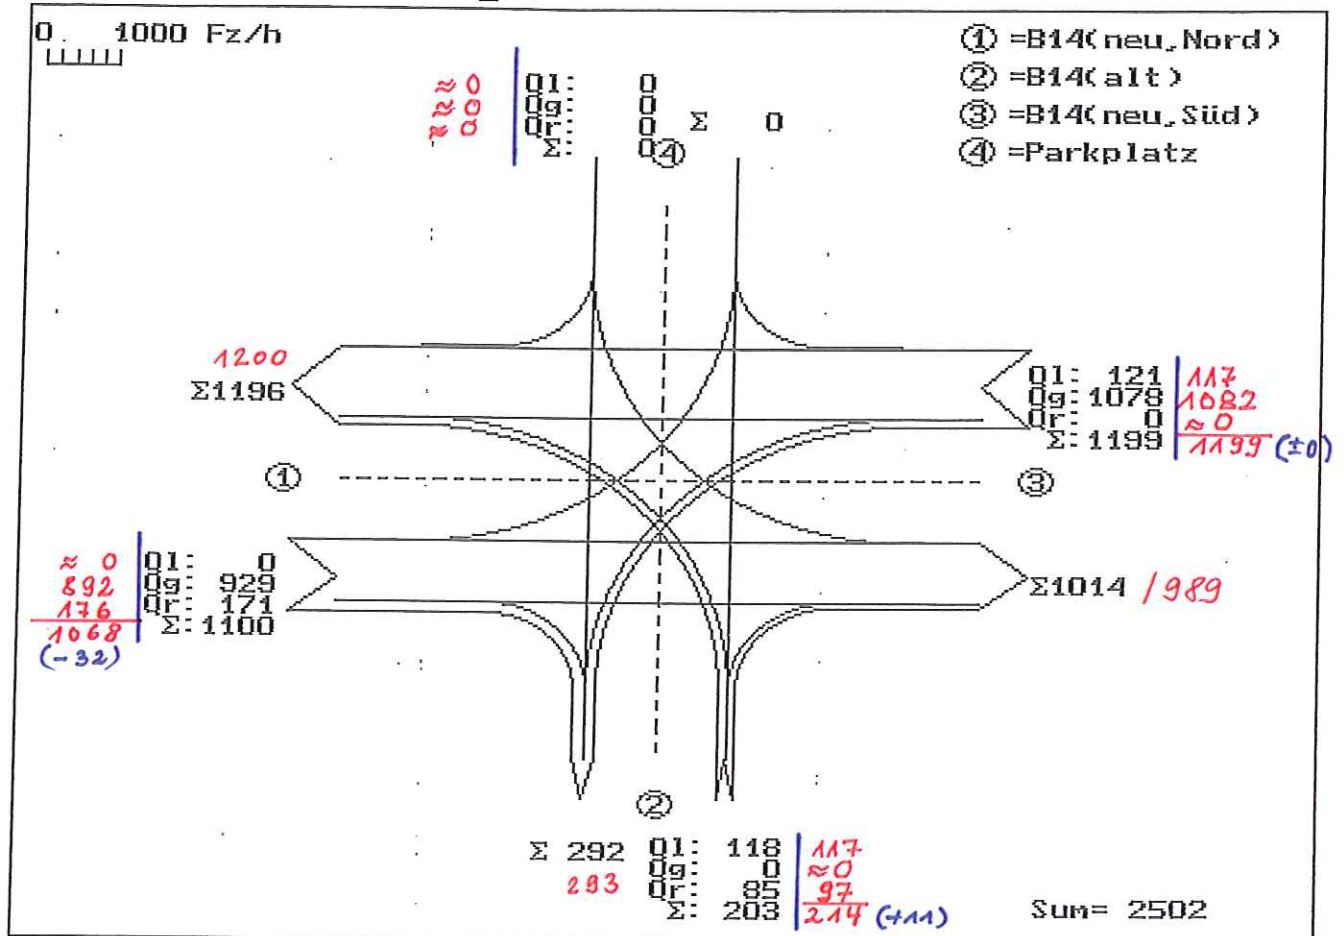 0 1000 Fz/h
① =B14(neu,Nord)
② =B14(alt)
③ =B14(neu,Süd)
④ =Parkplatz
≈ 0 Ql: 0
≈ 0 Qg: 0
≈ 0 Qr: 0 Σ 0
Σ: 0
④
1200
Σ1196
Ql: 121 117
Qg: 1078 1082
Qr: 0 ≈ 0
Σ: 1199 1199 (±0)
① ③
≈ 0 Ql: 0
892 Qg: 929
176 Qr: 171
1068 Σ: 1100
(-32)
Σ1014 / 989
②
Σ 292 Ql: 118 117
Qg: 0 ≈0
293 Qr: 85 97
Σ: 203 214 (+11)
Sum= 2502